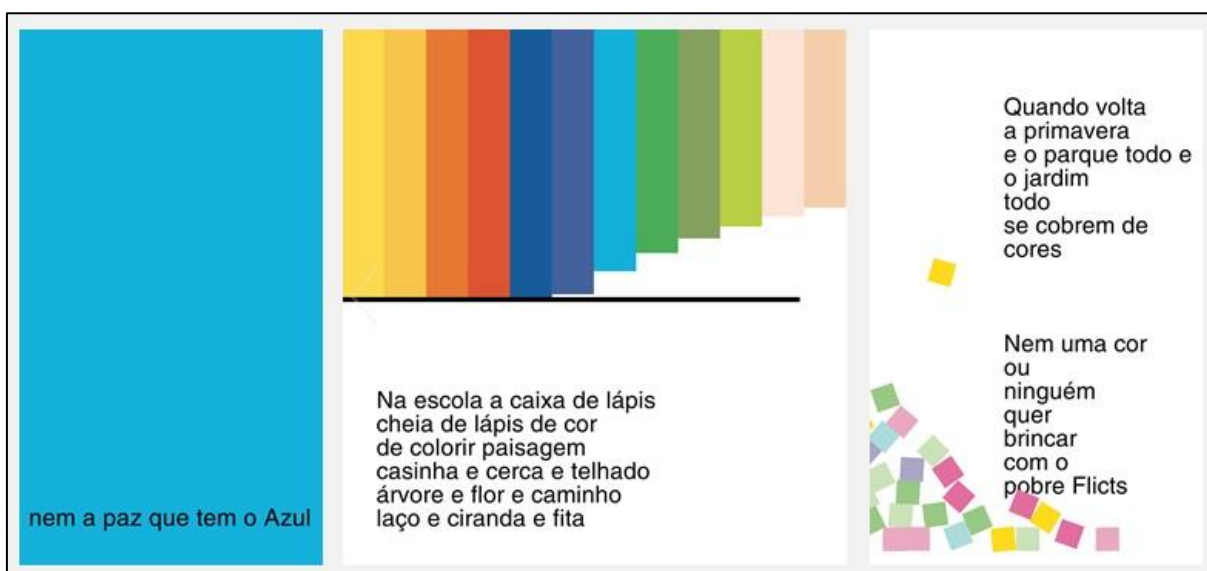 nem a paz que tem o Azul
Na escola a caixa de lápis
cheia de lápis de cor
de colorir paisagem
casinha e cerca e telhado
árvore e flor e caminho
laço e ciranda e fita
Quando volta
a primavera
e o parque todo e
o jardim
todo
se cobrem de
cores
Nem uma cor
ou
ninguém
quer
brincar
com o
pobre Flicts